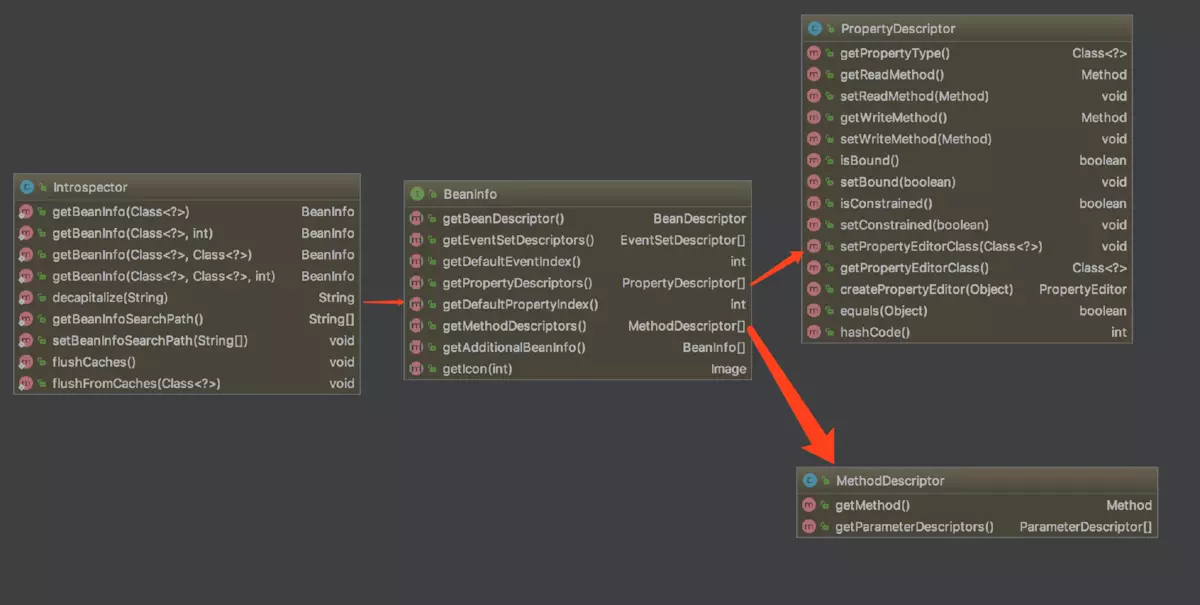 Introspector
getBeanInfo(Class<?>) BeanInfo
getBeanInfo(Class<?>, int) BeanInfo
getBeanInfo(Class<?>, Class<?>) BeanInfo
getBeanInfo(Class<?>, Class<?>, int) BeanInfo
decapitalize(String) String
getBeanInfoSearchPath() String[]
setBeanInfoSearchPath(String[]) void
flushCaches() void
flushFromCaches(Class<?>) void
BeanInfo
getBeanDescriptor() BeanDescriptor
getEventSetDescriptors() EventSetDescriptor[]
getDefaultEventIndex() int
getPropertyDescriptors() PropertyDescriptor[]
getDefaultPropertyIndex() int
getMethodDescriptors() MethodDescriptor[]
getAdditionalBeanInfo() BeanInfo[]
getIcon(int) Image
PropertyDescriptor
getPropertyType() Class<?>
getReadMethod() Method
setReadMethod(Method) void
getWriteMethod() Method
setWriteMethod(Method) void
isBound() boolean
setBound(boolean) void
isConstrained() boolean
setConstrained(boolean) void
setPropertyEditorClass(Class<?>) void
getPropertyEditorClass() Class<?>
createPropertyEditor(Object) PropertyEditor
equals(Object) boolean
hashCode() int
MethodDescriptor
getMethod() Method
getParameterDescriptors() ParameterDescriptor[]